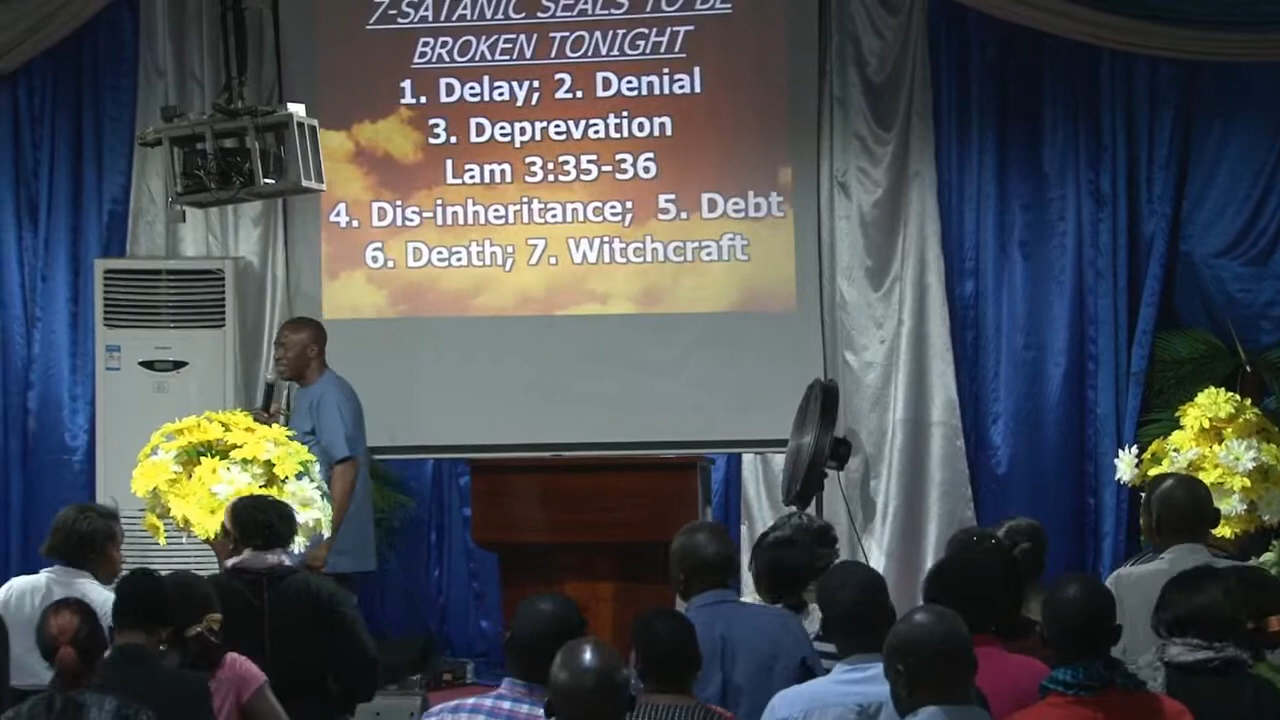 7-SATANIC SEALS TO BE
BROKEN TONIGHT
1. Delay; 2. Denial
3. Deprevation
Lam 3:35-36
4. Dis-inheritance; 5. Debt
6. Death; 7. Witchcraft